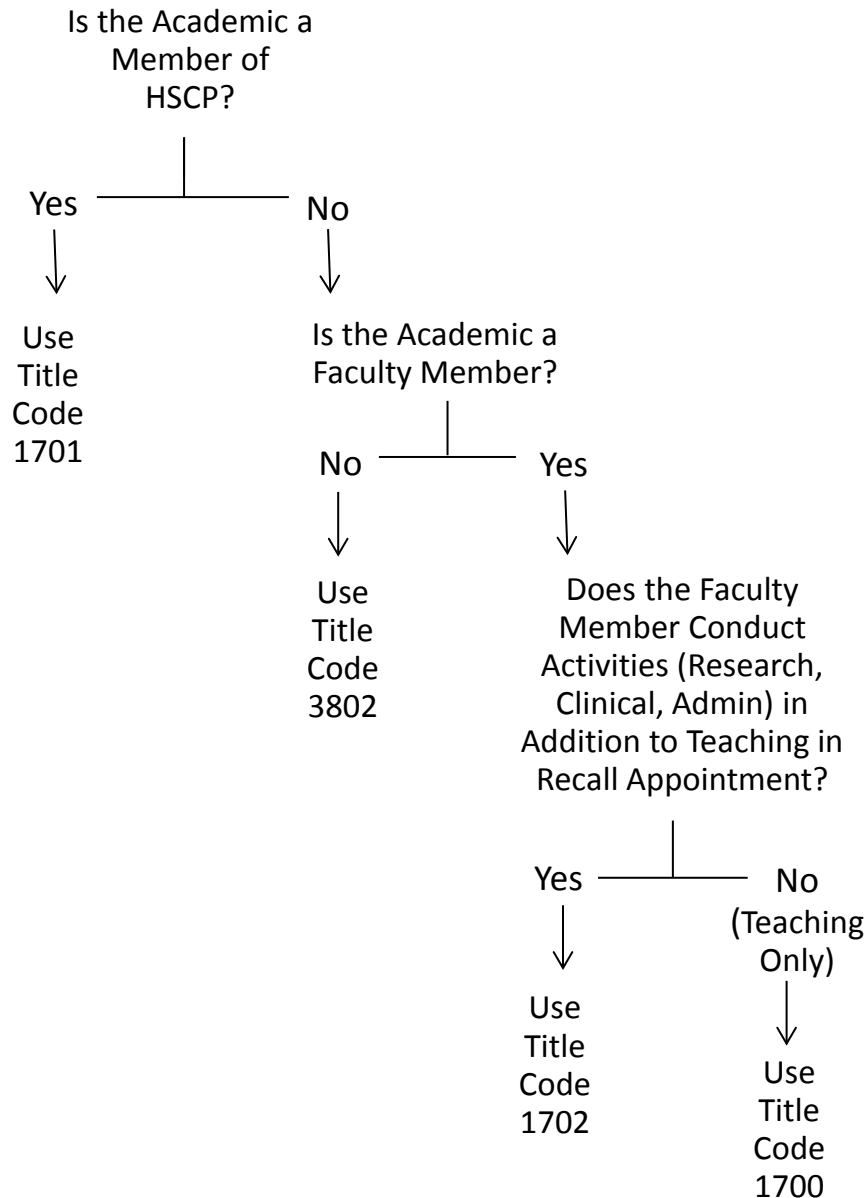 Is the Academic a
Member of
HSCP?
Yes
No
Use
Title
Code
1701
Is the Academic a
Faculty Member?
No
Yes
Use
Title
Code
3802
Does the Faculty
Member Conduct
Activities (Research,
Clinical, Admin) in
Addition to Teaching in
Recall Appointment?
Yes
No
(Teaching
Only)
Use
Title
Code
1702
Use
Title
Code
1700